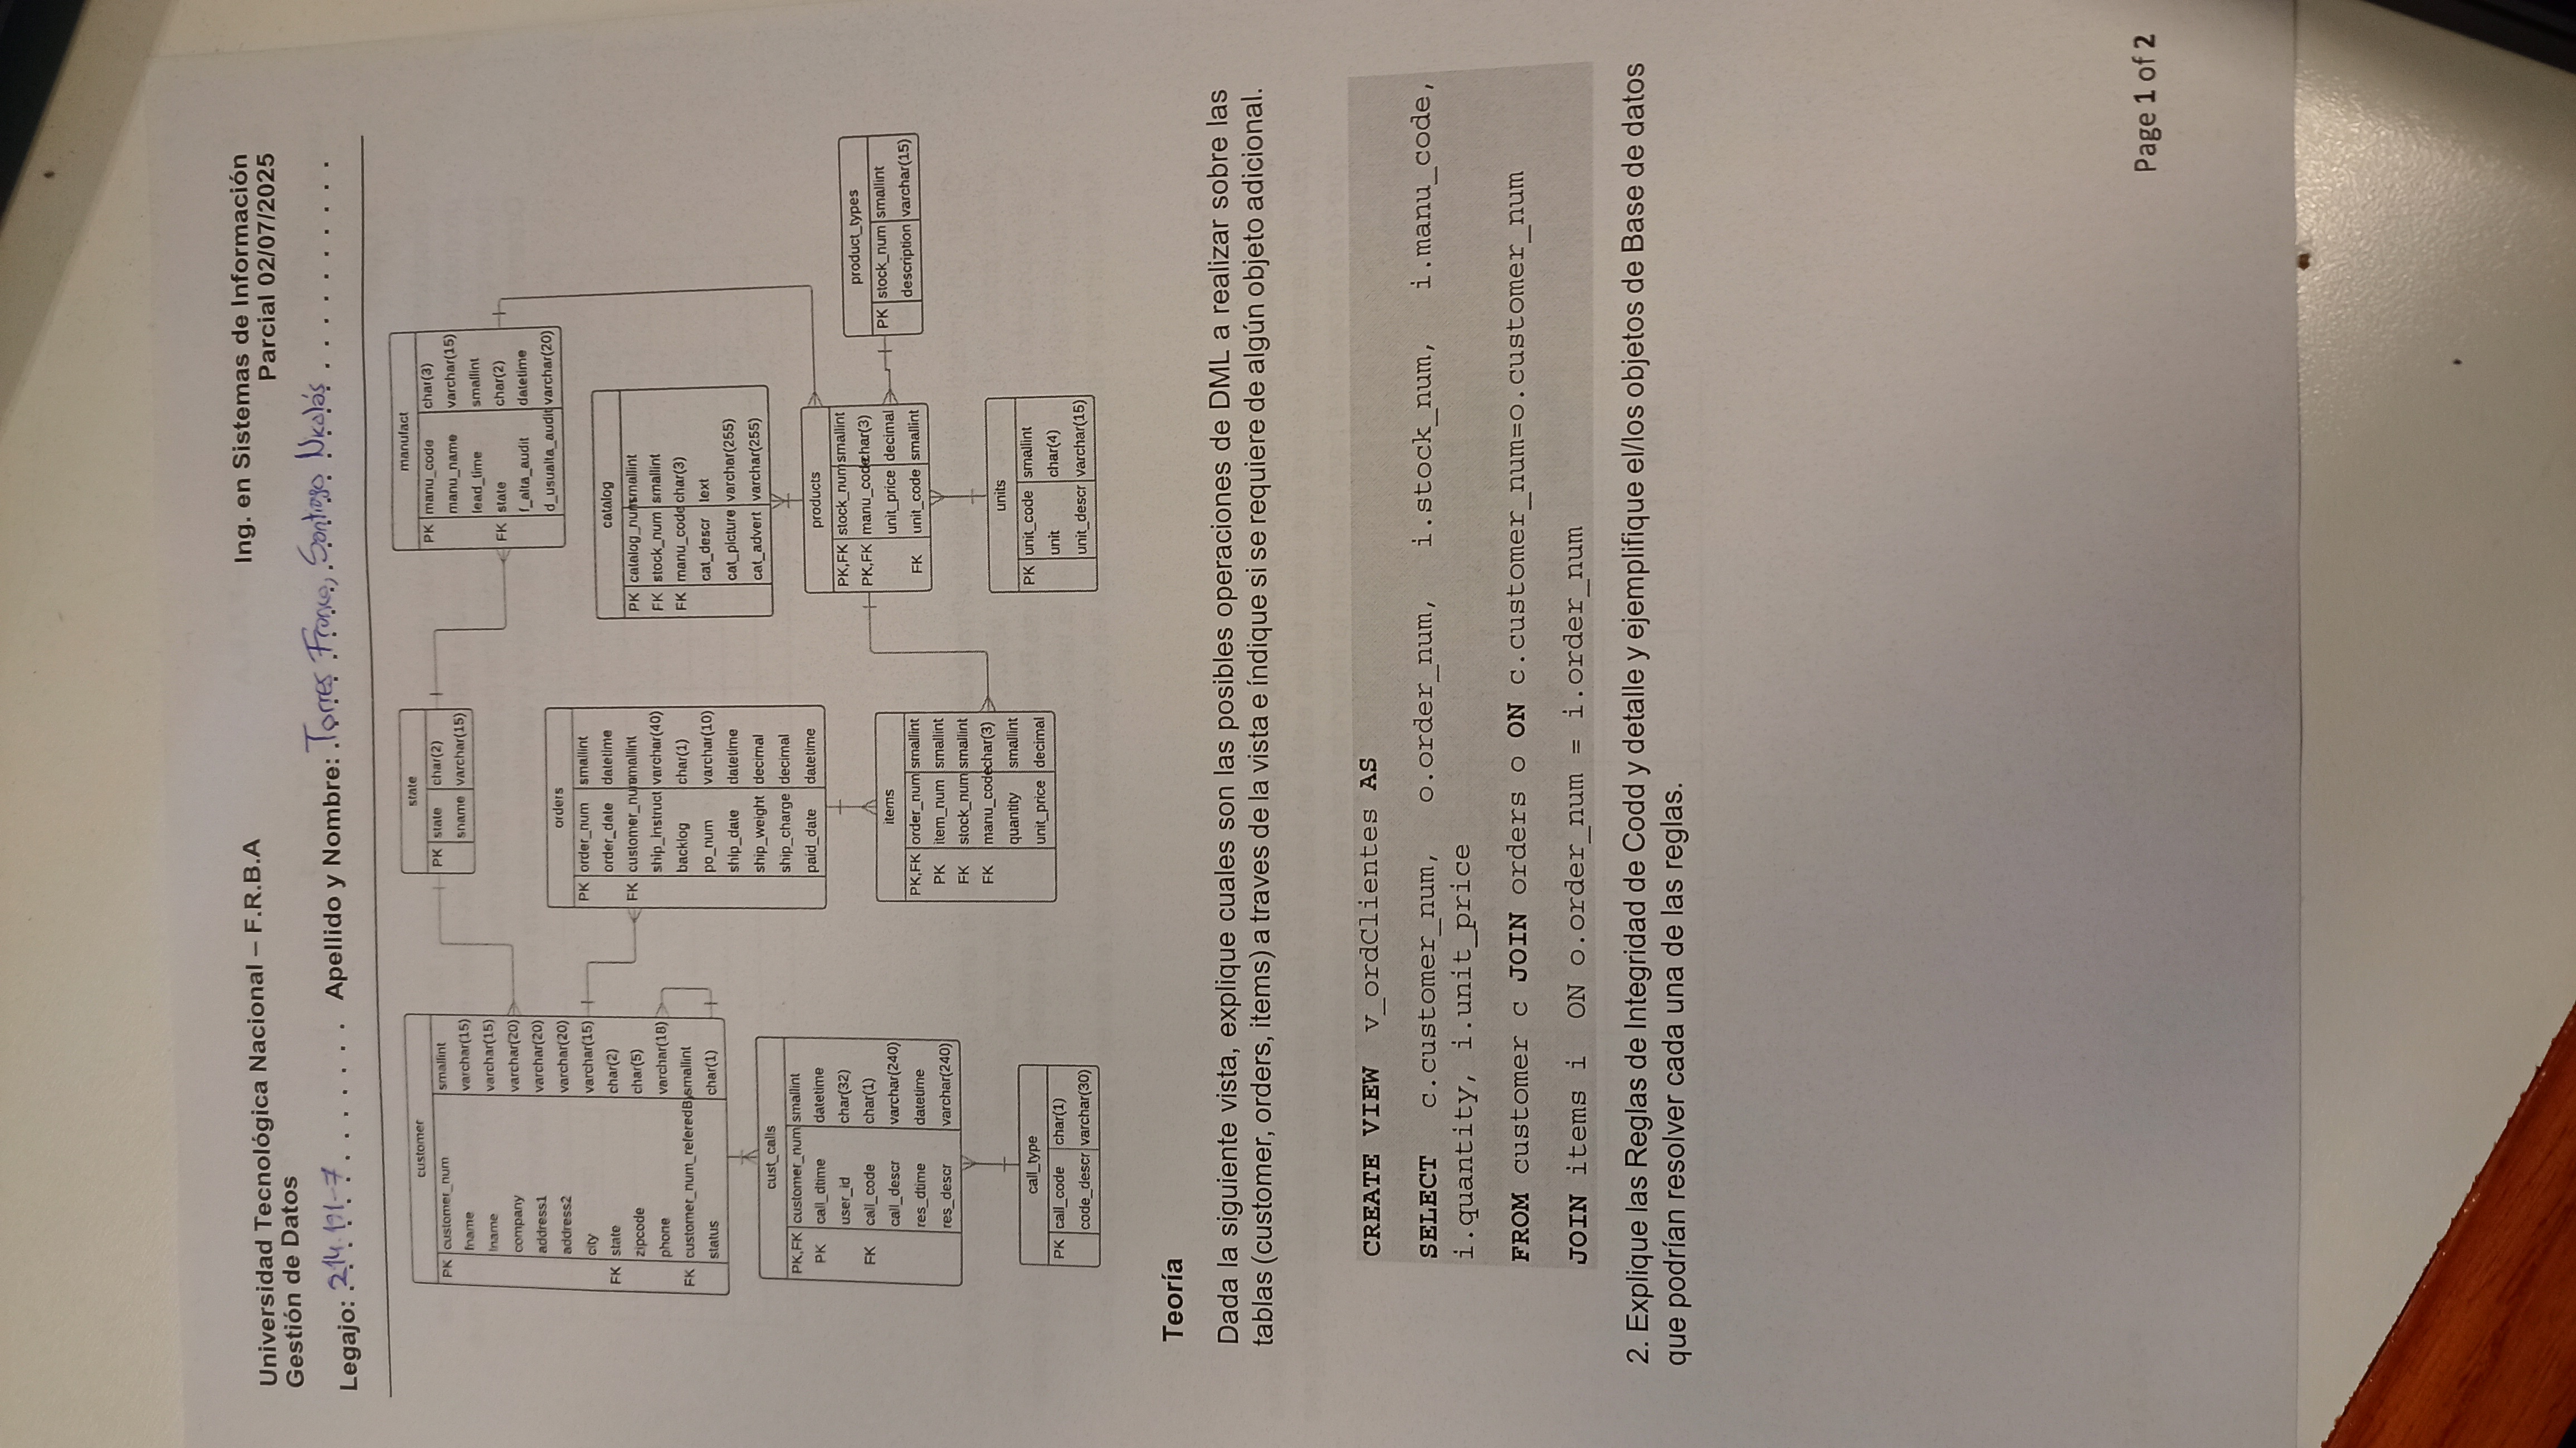 Universidad Tecnológica Nacional – F.R.B.A
Ing. en Sistemas de Información
Gestión de Datos
Parcial 02/07/2025
Legajo: 214.191-7 Apellido y Nombre: Torres Franco, Santiago Nicolás
customer
PK customer_num smallint
fname varchar(15)
lname varchar(15)
company varchar(20)
address1 varchar(20)
address2 varchar(20)
city varchar(15)
FK state char(2)
zipcode char(5)
phone varchar(18)
FK customer_num_referedB smallint
status char(1)
state
PK state char(2)
sname varchar(15)
manufact
PK manu_code char(3)
manu_name varchar(15)
lead_time smallint
FK state char(2)
f_alta_audit datetime
d_usualta_audit varchar(20)
orders
PK order_num smallint
order_date datetime
FK customer_num smallint
ship_instruct varchar(40)
backlog char(1)
po_num varchar(10)
ship_date datetime
ship_weight decimal
ship_charge decimal
paid_date datetime
catalog
PK catalog_num smallint
FK stock_num smallint
FK manu_code char(3)
cat_descr text
cat_picture varchar(255)
cat_advert varchar(255)
cust_calls
PK,FK customer_num smallint
PK call_dtime datetime
user_id char(32)
FK call_code char(1)
call_descr varchar(240)
res_dtime datetime
res_descr varchar(240)
products
PK,FK stock_num smallint
PK,FK manu_code char(3)
unit_price decimal
FK unit_code smallint
product_types
PK stock_num smallint
description varchar(15)
items
PK,FK order_num smallint
PK item_num smallint
FK stock_num smallint
FK manu_code char(3)
quantity smallint
unit_price decimal
call_type
PK call_code char(1)
code_descr varchar(30)
units
PK unit_code smallint
unit char(4)
unit_descr varchar(15)
Teoría
Dada la siguiente vista, explique cuales son las posibles operaciones de DML a realizar sobre las
tablas (customer, orders, items) a traves de la vista e índique si se requiere de algún objeto adicional.
CREATE VIEW v_ordClientes AS
SELECT c.customer_num, o.order_num, i.stock_num, i.manu_code,
i.quantity, i.unit_price
FROM customer c JOIN orders o ON c.customer_num=o.customer_num
JOIN items i ON o.order_num = i.order_num
2. Explique las Reglas de Integridad de Codd y detalle y ejemplifique el/los objetos de Base de datos
que podrían resolver cada una de las reglas.
Page 1 of 2